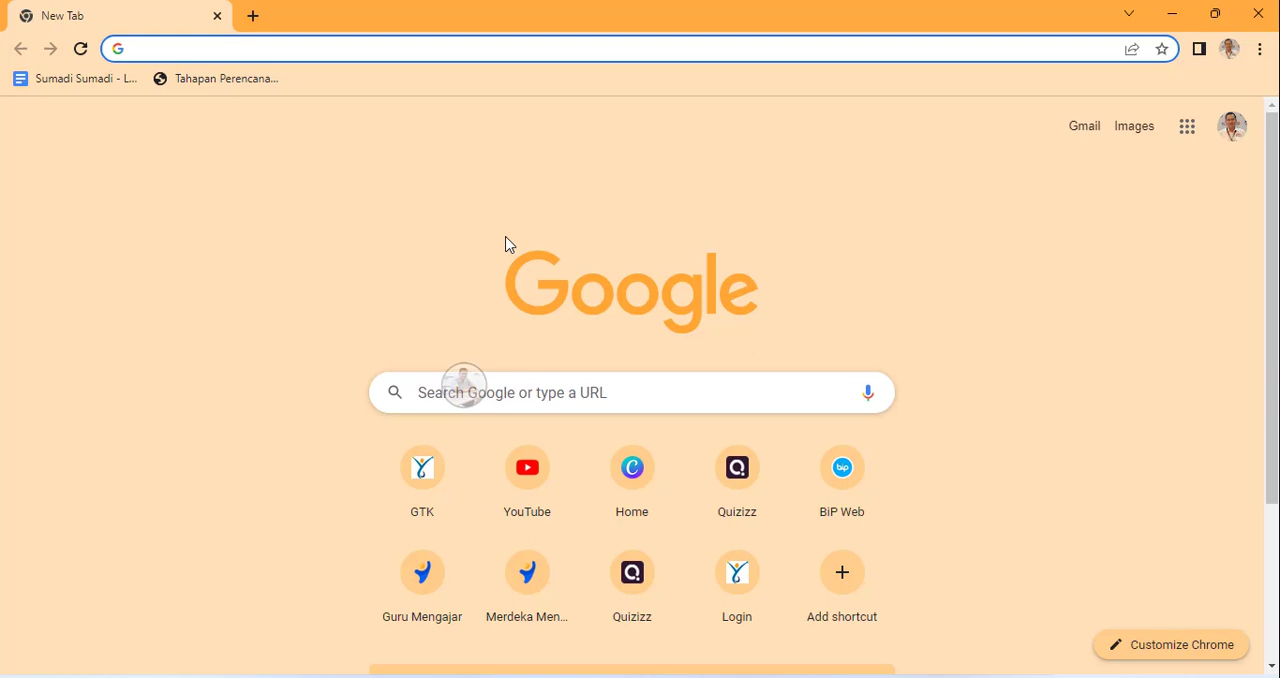 New Tab
Sumadi Sumadi - L...
Tahapan Perencana...
Gmail
Images
Google
Search Google or type a URL
GTK
YouTube
Home
Quizizz
BiP Web
Guru Mengajar
Merdeka Men...
Quizizz
Login
Add shortcut
Customize Chrome